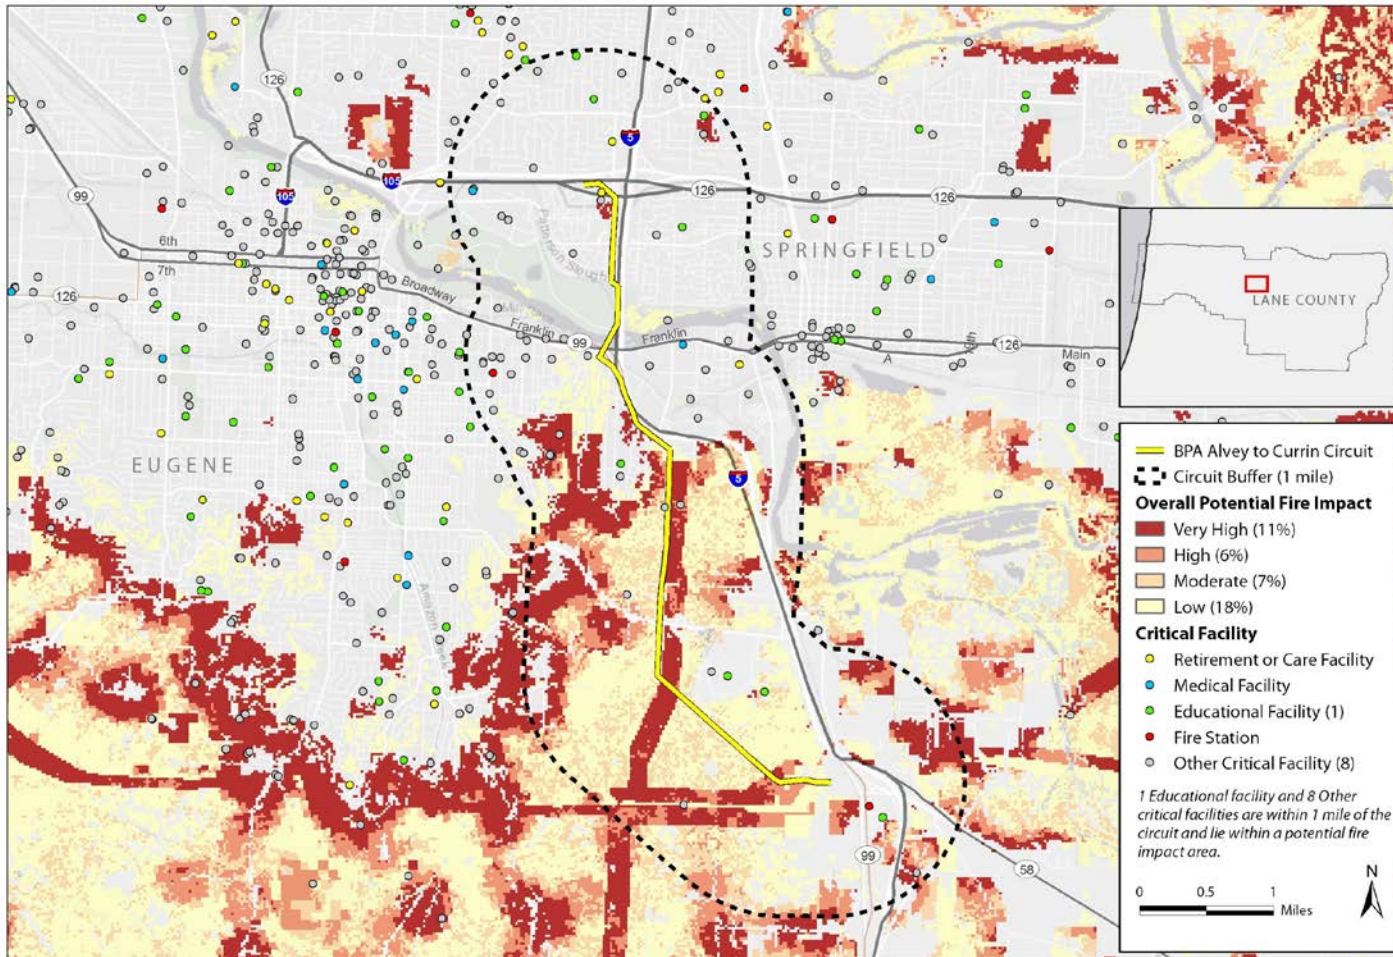 126
5
105
126
126
99
105
Patterson Slough
SPRINGFIELD
6th
7th
126
Broadway
Franklin
99
Franklin
A
126
Main
EUGENE
5
Amazon Creek
99
58
LANE COUNTY
BPA Alvey to Currin Circuit
Circuit Buffer (1 mile)
Overall Potential Fire Impact
Very High (11%)
High (6%)
Moderate (7%)
Low (18%)
Critical Facility
Retirement or Care Facility
Medical Facility
Educational Facility (1)
Fire Station
Other Critical Facility (8)
1 Educational facility and 8 Other
critical facilities are within 1 mile of the
circuit and lie within a potential fire
impact area.
N
0 0.5 1
Miles